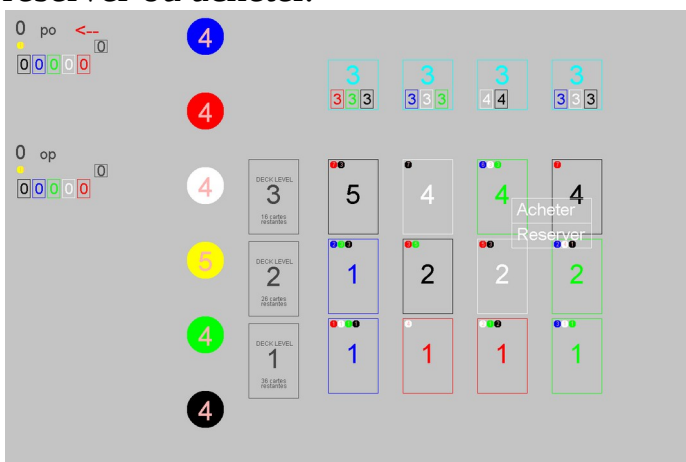 0 po <--
0
0 0 0 0 0
0 op
0
0 0 0 0 0
4
4
4
5
4
4
3 3 3 3
3 3 3 3 3 3 4 4 3 3 3
DECK LEVEL
3
16 cartes
restantes
5 4 4 4
Acheter
Reserver
DECK LEVEL
2
26 cartes
restantes
1 2 2 2
DECK LEVEL
1
36 cartes
restantes
1 1 1 1